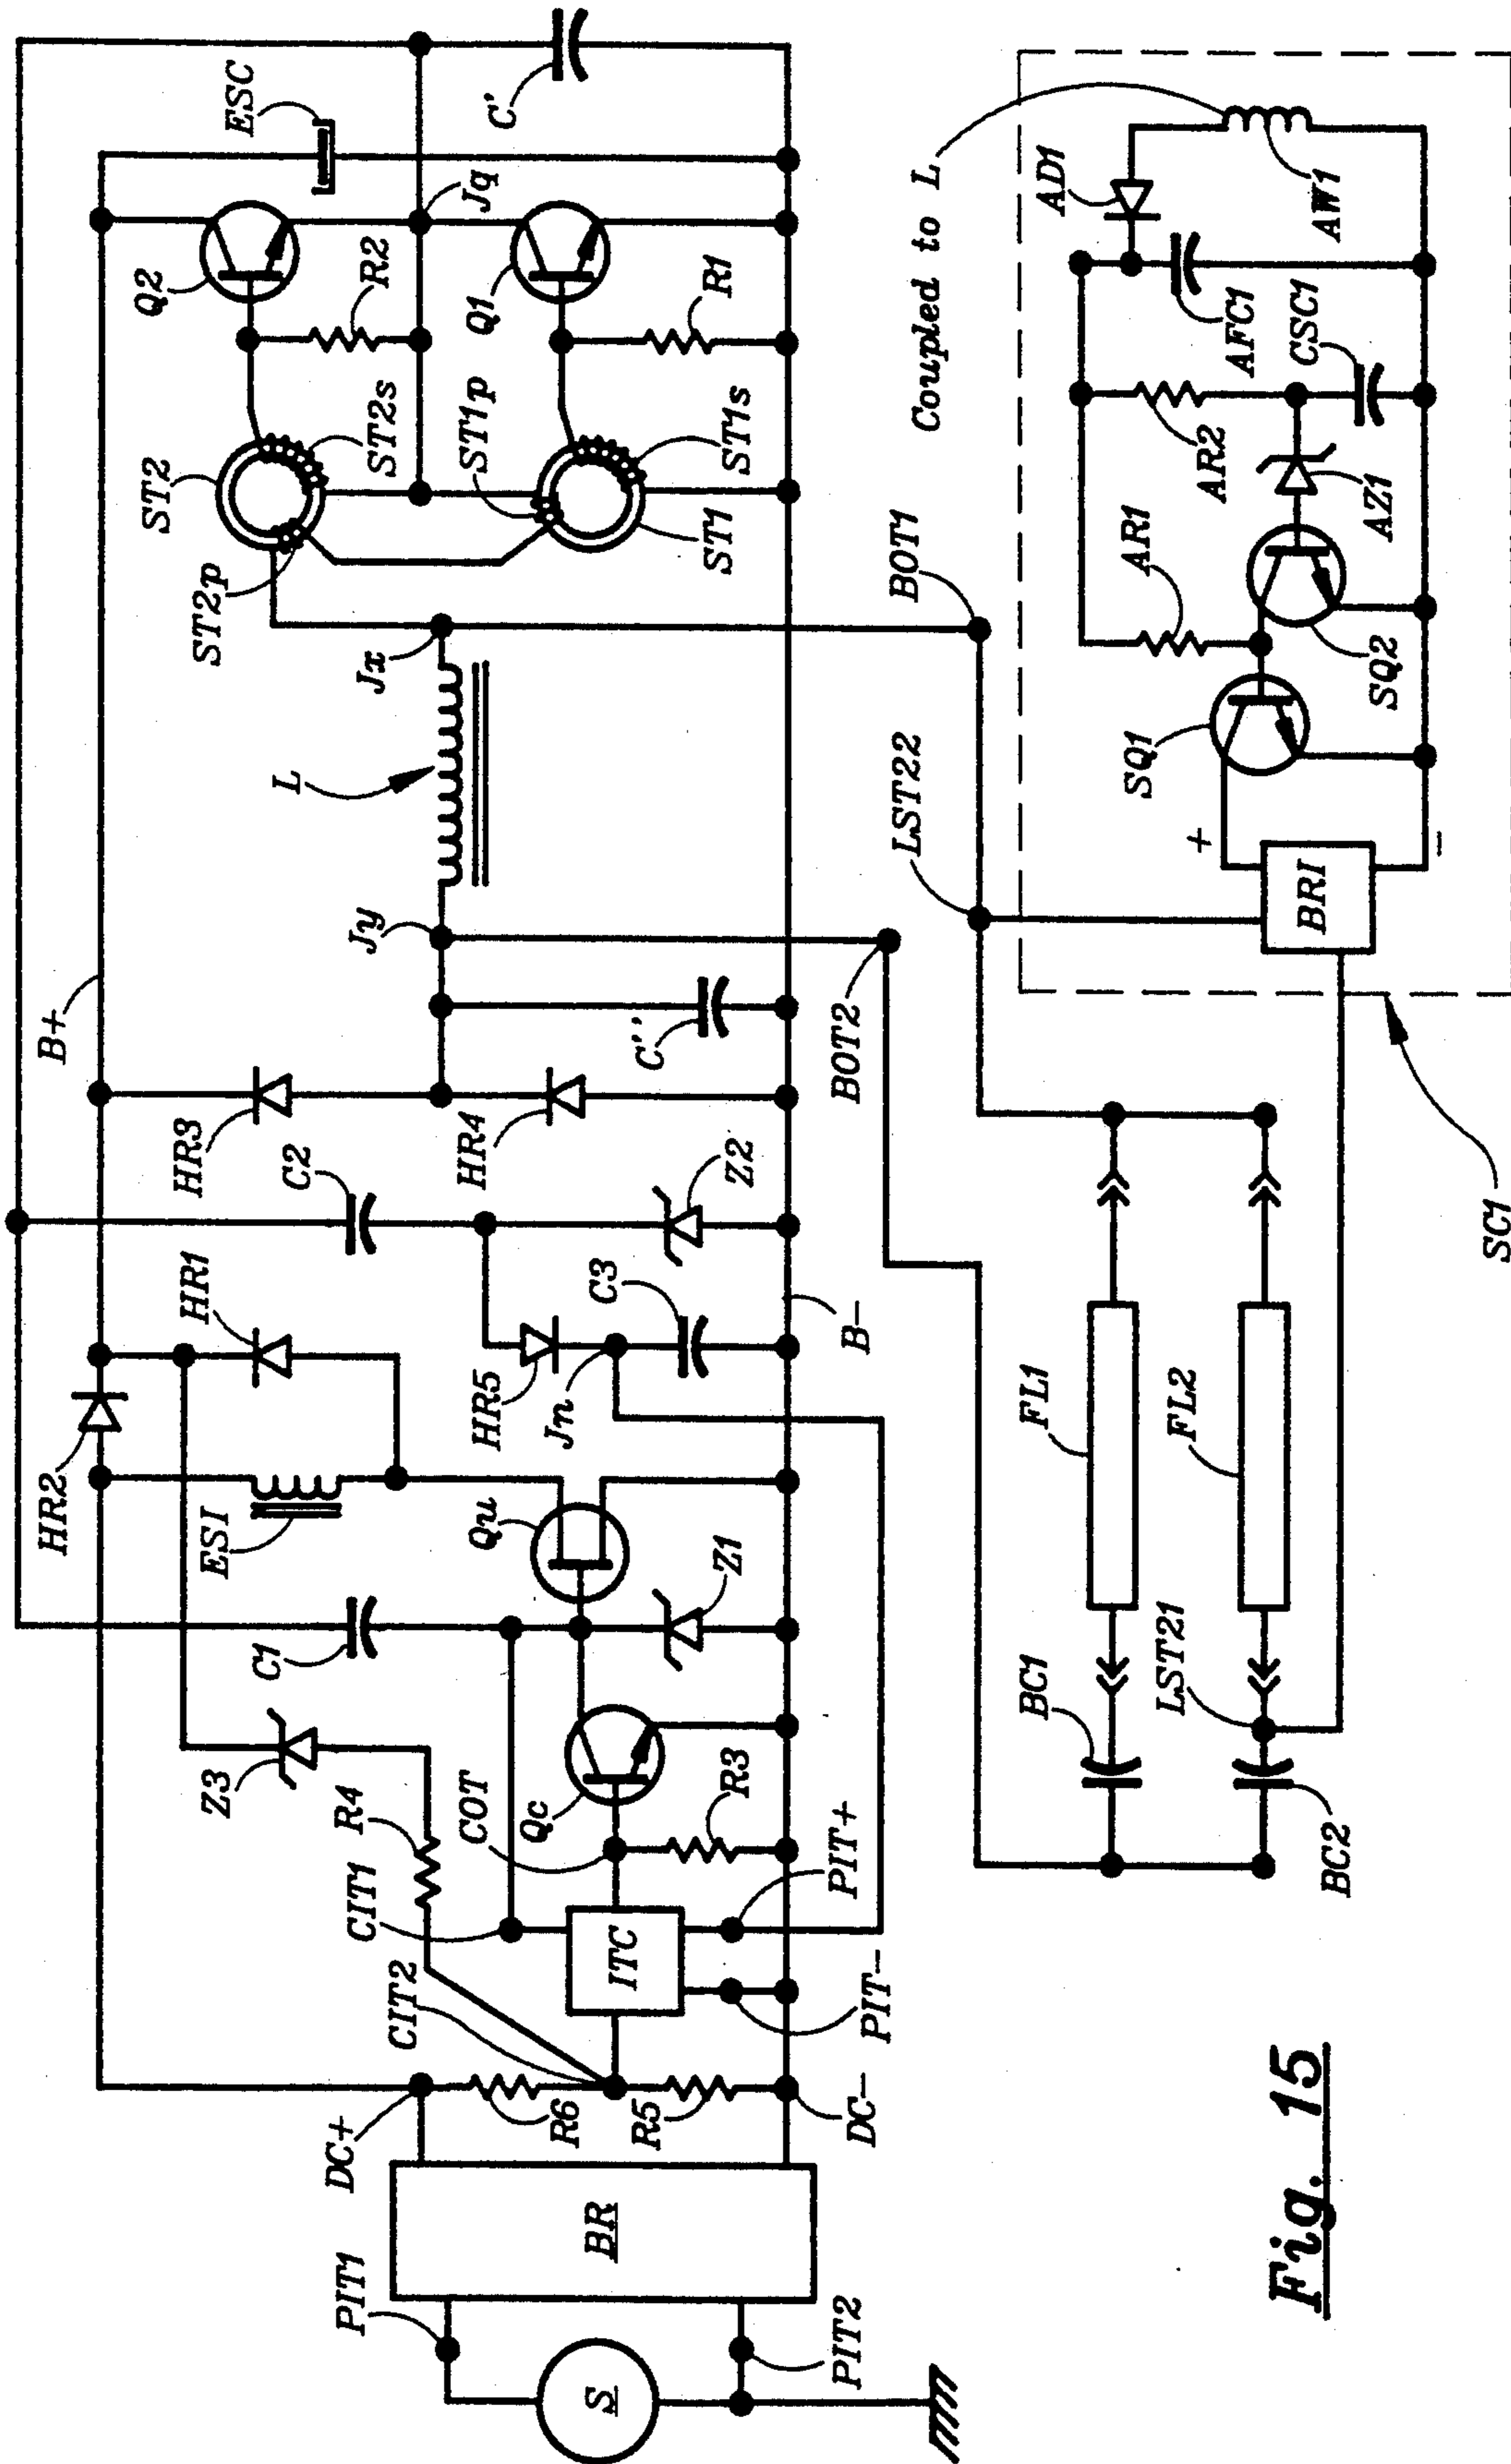 S
PIT1
PIT2
BR
DC+
DC-
R6
R5
CIT2
CIT1
ITC
PIT-
PIT+
COT
R4
R3
Z3
Qc
C1
Z1
Qu
ESI
HR2
HR1
HR5
Jn
C3
B-
C2
Z2
HR3
HR4
B+
C''
Jy
L
Jx
BOT2
BOT1
ST2p
ST2
ST2s
ST1p
ST1s
ST1
Q2
R2
Q1
R1
Jq
ESC
C'
BC1
BC2
LST21
FL1
FL2
LST22
SC1
BRI
+
-
SQ1
SQ2
AR1
AZ1
AR2
CSC1
AFC1
AD1
AW1
Coupled to L
Fig. 15